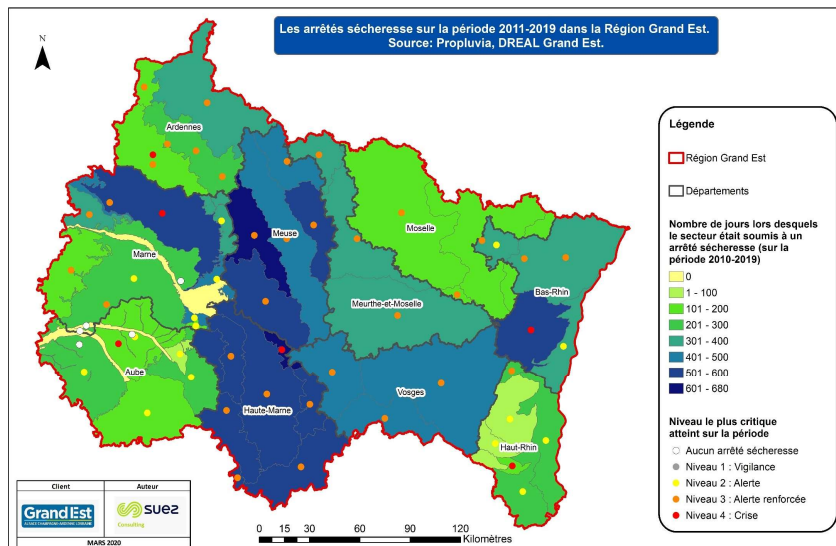 Les arrêtés sécheresse sur la période 2011-2019 dans la Région Grand Est.
Source: Propluvia, DREAL Grand Est.
N
Ardennes
Marne
Meuse
Moselle
Meurthe-et-Moselle
Bas-Rhin
Aube
Haute-Marne
Vosges
Haut-Rhin
Légende
Région Grand Est
Départements
Nombre de jours lors desquels
le secteur était soumis à un
arrêté sécheresse (sur la
période 2010-2019)
0
1 - 100
101 - 200
201 - 300
301 - 400
401 - 500
501 - 600
601 - 680
Niveau le plus critique
atteint sur la période
Aucun arrêté sécheresse
Niveau 1 : Vigilance
Niveau 2 : Alerte
Niveau 3 : Alerte renforcée
Niveau 4 : Crise
Client
Auteur
GrandEst
ALSACE CHAMPAGNE-ARDENNE LORRAINE
suez
Consulting
MARS 2020
0 15 30 60 90 120
Kilomètres